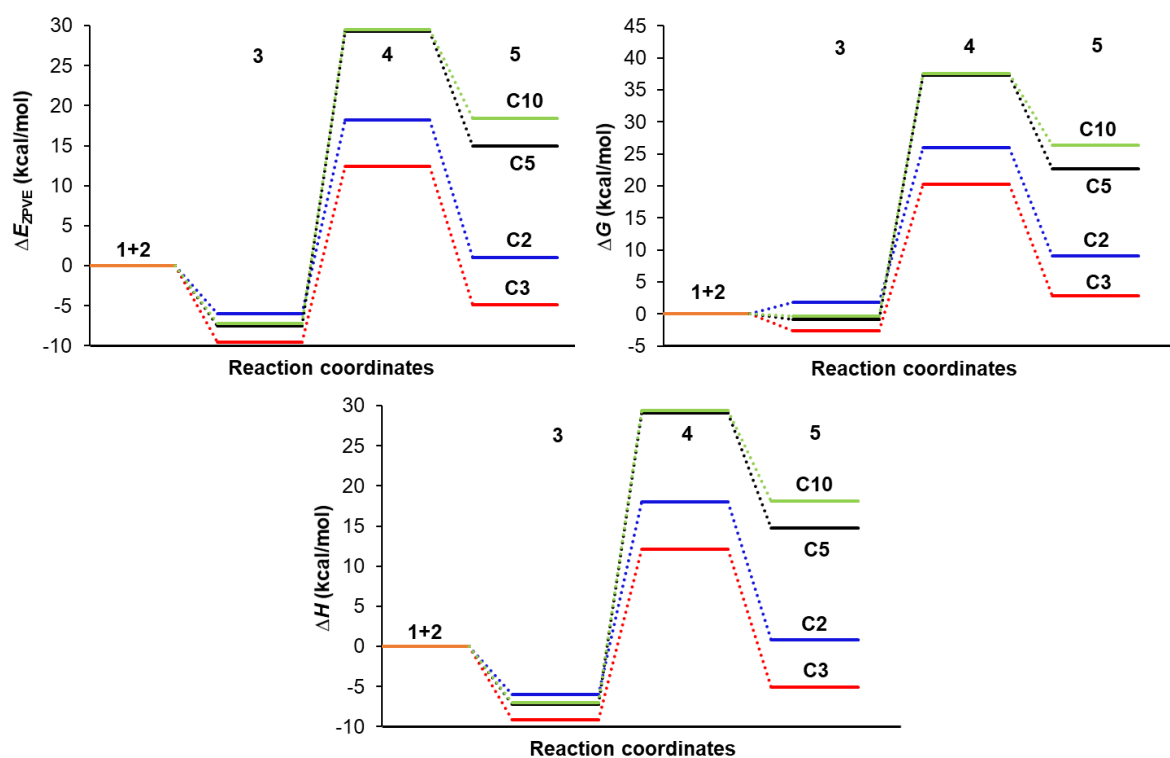 ΔE_ZPVE (kcal/mol)
30
25
20
15
10
5
0
-5
-10
3
4
5
1+2
C10
C5
C2
C3
Reaction coordinates
ΔG (kcal/mol)
45
40
35
30
25
20
15
10
5
0
-5
3
4
5
1+2
C10
C5
C2
C3
Reaction coordinates
ΔH (kcal/mol)
30
25
20
15
10
5
0
-5
-10
3
4
5
1+2
C10
C5
C2
C3
Reaction coordinates